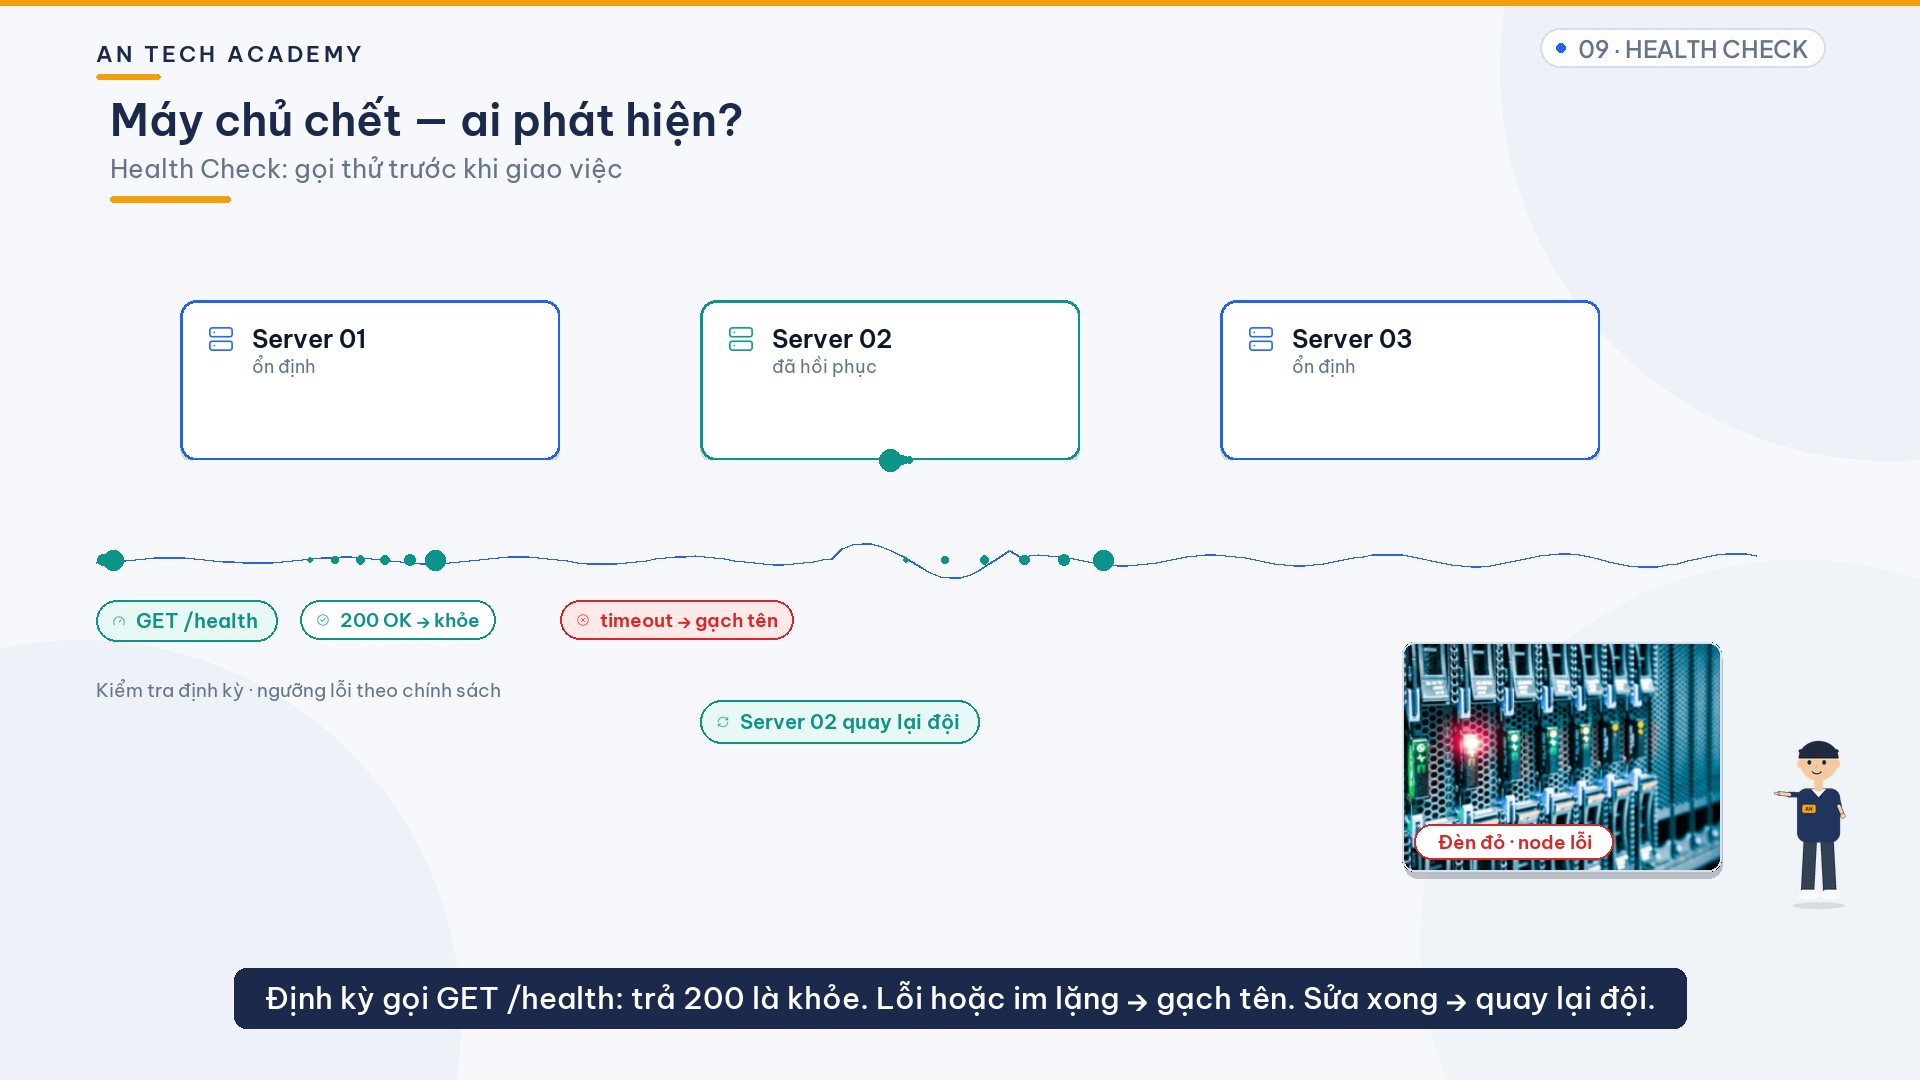 AN TECH ACADEMY
09 · HEALTH CHECK
Máy chủ chết — ai phát hiện?
Health Check: gọi thử trước khi giao việc
Server 01
ổn định
Server 02
đã hồi phục
Server 03
ổn định
GET /health
200 OK → khỏe
timeout → gạch tên
Kiểm tra định kỳ · ngưỡng lỗi theo chính sách
Server 02 quay lại đội
Đèn đỏ · node lỗi
AN
Định kỳ gọi GET /health: trả 200 là khỏe. Lỗi hoặc im lặng → gạch tên. Sửa xong → quay lại đội.